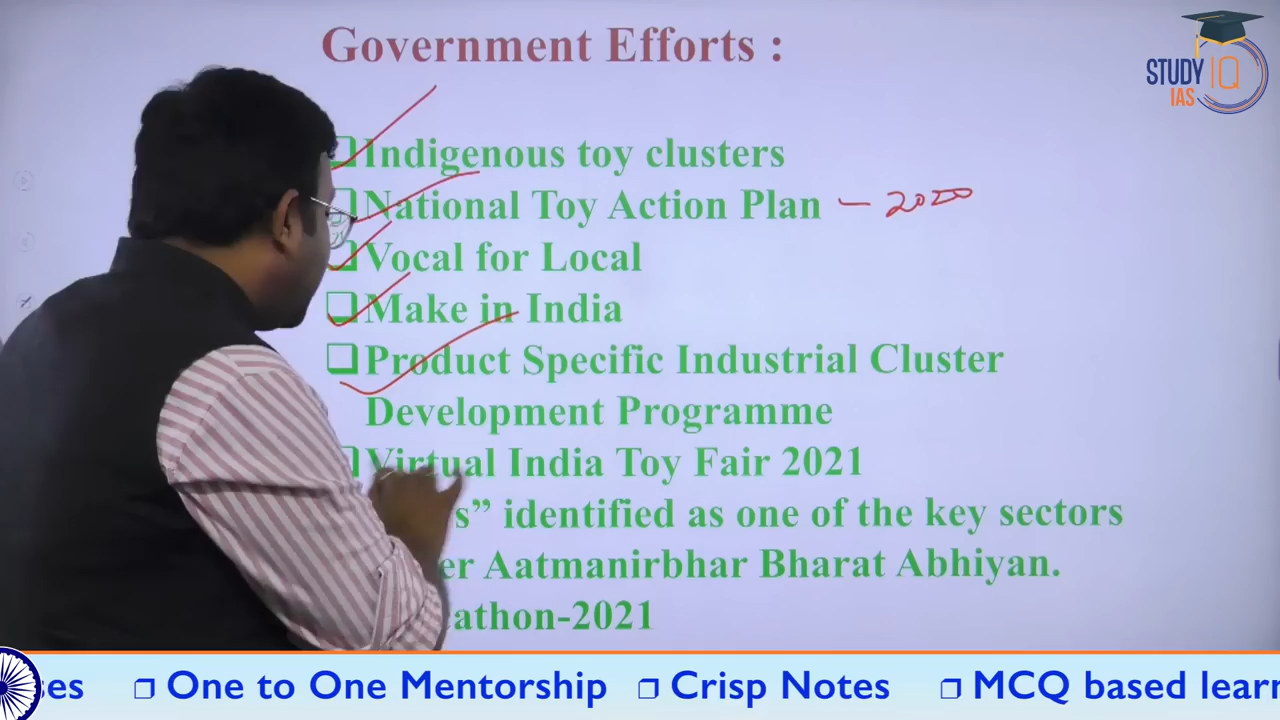 Government Efforts :
STUDY IQ
IAS
❑ Indigenous toy clusters
❑ National Toy Action Plan – 2020
❑ Vocal for Local
❑ Make in India
❑ Product Specific Industrial Cluster
Development Programme
Virtual India Toy Fair 2021
s” identified as one of the key sectors
er Aatmanirbhar Bharat Abhiyan.
athon-2021
ses ❐ One to One Mentorship ❐ Crisp Notes ❐ MCQ based learn